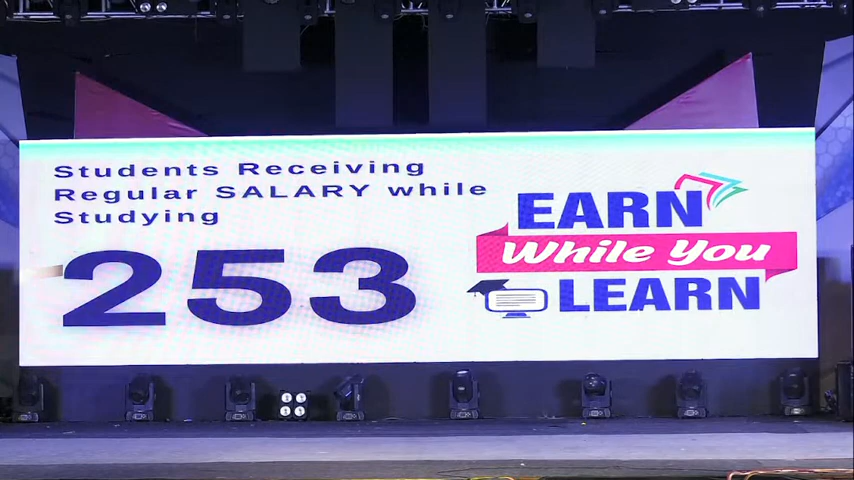 Students Receiving
Regular SALARY while
Studying
253
EARN
While You
LEARN